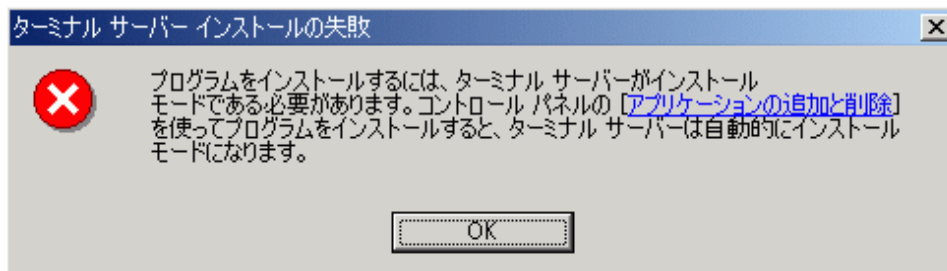 ターミナル サーバー インストールの失敗
プログラムをインストールするには、ターミナル サーバーがインストール
モードである必要があります。コントロール パネルの [アプリケーションの追加と削除]
を使ってプログラムをインストールすると、ターミナル サーバーは自動的にインストール
モードになります。
OK